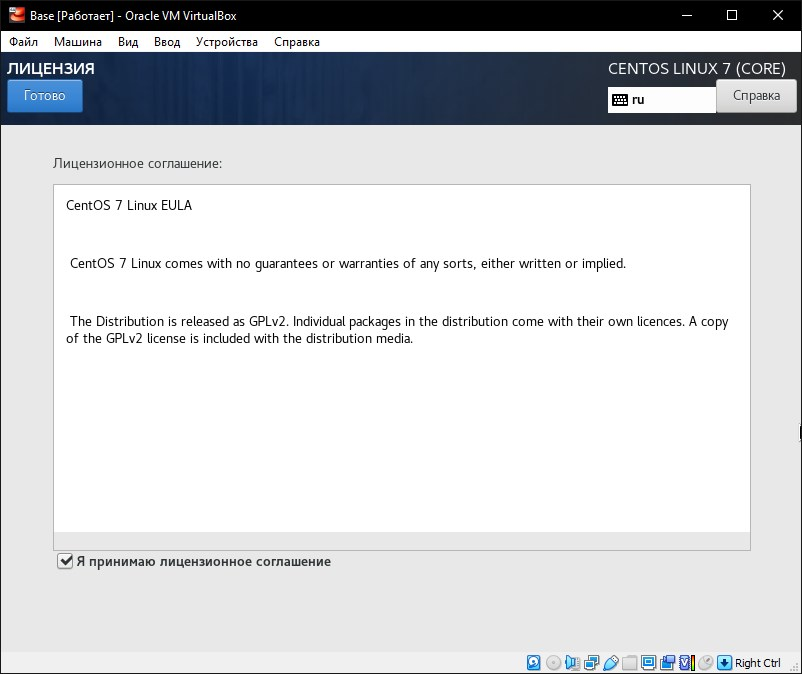 Base [Работает] - Oracle VM VirtualBox
Файл Машина Вид Ввод Устройства Справка
ЛИЦЕНЗИЯ
CENTOS LINUX 7 (CORE)
Готово
ru
Справка
Лицензионное соглашение:
CentOS 7 Linux EULA
CentOS 7 Linux comes with no guarantees or warranties of any sorts, either written or implied.
The Distribution is released as GPLv2. Individual packages in the distribution come with their own licences. A copy
of the GPLv2 license is included with the distribution media.
Я принимаю лицензионное соглашение
Right Ctrl